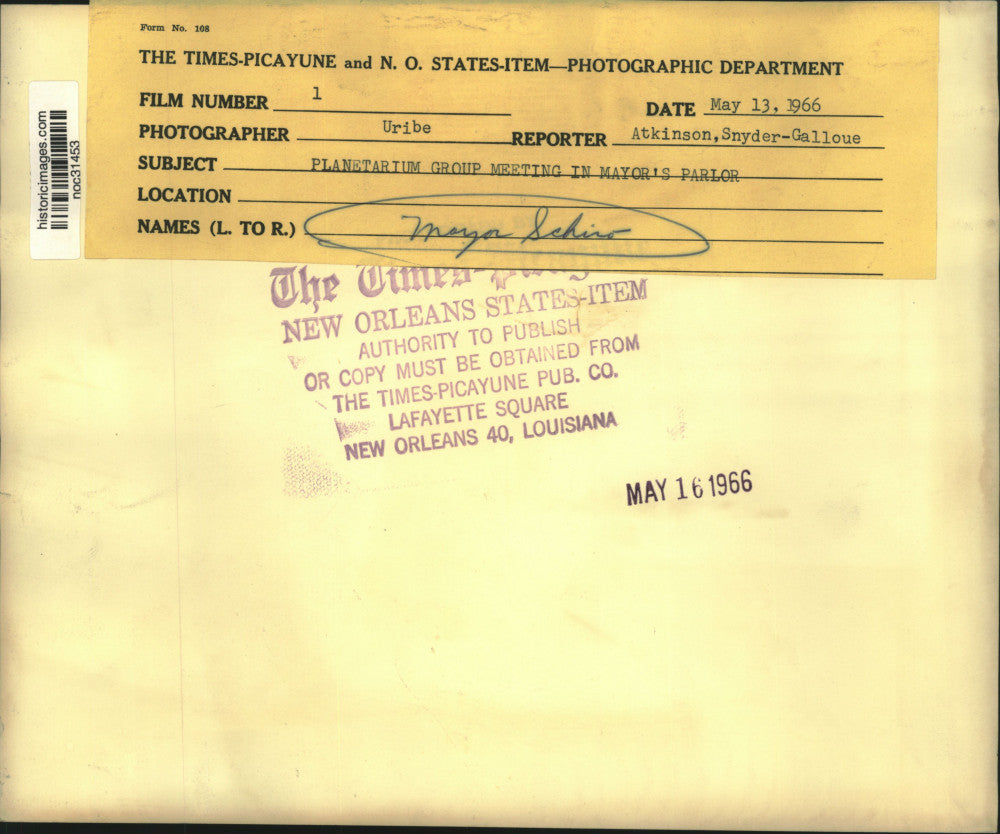 Form No. 108
THE TIMES-PICAYUNE and N. O. STATES-ITEM—PHOTOGRAPHIC DEPARTMENT
FILM NUMBER 1 DATE May 13, 1966
PHOTOGRAPHER Uribe REPORTER Atkinson,Snyder-Galloue
SUBJECT PLANETARIUM GROUP MEETING IN MAYOR'S PARLOR
LOCATION
NAMES (L. TO R.) Mayor Schiro
historicimages.com
noc31453
The Times-
NEW ORLEANS STATES-ITEM
AUTHORITY TO PUBLISH
OR COPY MUST BE OBTAINED FROM
THE TIMES-PICAYUNE PUB. CO.
LAFAYETTE SQUARE
NEW ORLEANS 40, LOUISIANA
MAY 16 1966